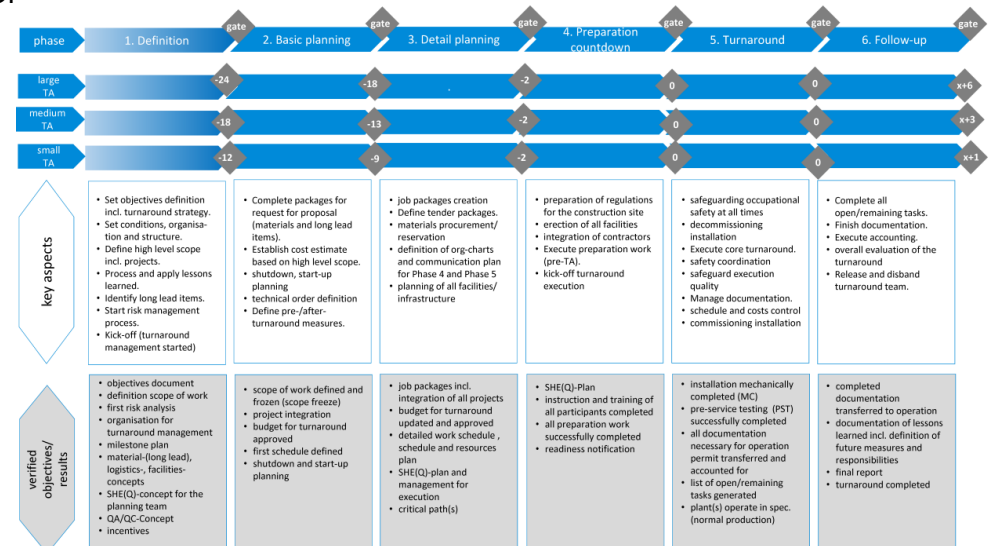 gate gate gate gate gate gate
phase 1. Definition 2. Basic planning 3. Detail planning 4. Preparation countdown 5. Turnaround 6. Follow-up
large TA -24 -18 -2 0 0 x+6
medium TA -18 -13 -2 0 0 x+3
small TA -12 -9 -2 0 0 x+1
key aspects
• Set objectives definition
incl. turnaround strategy.
• Set conditions, organisa-
tion and structure.
• Define high level scope
incl. projects.
• Process and apply lessons
learned.
• Identify long lead items.
• Start risk management
process.
• Kick-off (turnaround
management started)
• Complete packages for
request for proposal
(materials and long lead
items).
• Establish cost estimate
based on high level scope.
• shutdown, start-up
planning
• technical order definition
• Define pre-/after-
turnaround measures.
• job packages creation
• Define tender packages.
• materials procurement/
reservation
• definition of org-charts
and communication plan
for Phase 4 and Phase 5
• planning of all facilities/
infrastructure
• preparation of regulations
for the construction site
• erection of all facilities
• integration of contractors
• Execute preparation work
(pre-TA).
• kick-off turnaround
execution
• safeguarding occupational
safety at all times
• decommissioning
installation
• Execute core turnaround.
• safety coordination
• safeguard execution
quality
• Manage documentation.
• schedule and costs control
• commissioning installation
• Complete all
open/remaining tasks.
• Finish documentation.
• Execute accounting.
• overall evaluation of the
turnaround
• Release and disband
turnaround team.
verified
objectives/
results
• objectives document
• definition scope of work
• first risk analysis
• organisation for
turnaround management
• milestone plan
• material-(long lead),
logistics-, facilities-
concepts
• SHE(Q)-concept for the
planning team
• QA/QC-Concept
• incentives
• scope of work defined and
frozen (scope freeze)
• project integration
• budget for turnaround
approved
• first schedule defined
• shutdown and start-up
planning
• job packages incl.
integration of all projects
• budget for turnaround
updated and approved
• detailed work schedule ,
schedule and resources
plan
• SHE(Q)-plan and
management for
execution
• critical path(s)
• SHE(Q)-Plan
• instruction and training of
all participants completed
• all preparation work
successfully completed
• readiness notification
• installation mechanically
completed (MC)
• pre-service testing (PST)
successfully completed
• all documentation
necessary for operation
permit transferred and
accounted for
• list of open/remaining
tasks generated
• plant(s) operate in spec.
(normal production)
• completed
documentation
transferred to operation
• documentation of lessons
learned incl. definition of
future measures and
responsibilities
• final report
• turnaround completed